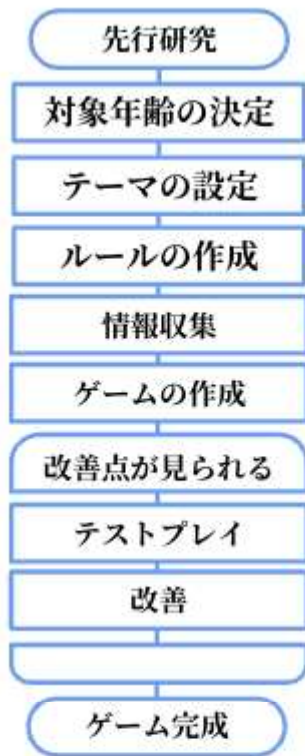 先行研究
対象年齢の決定
テーマの設定
ルールの作成
情報収集
ゲームの作成
改善点が見られる
テストプレイ
改善
ゲーム完成